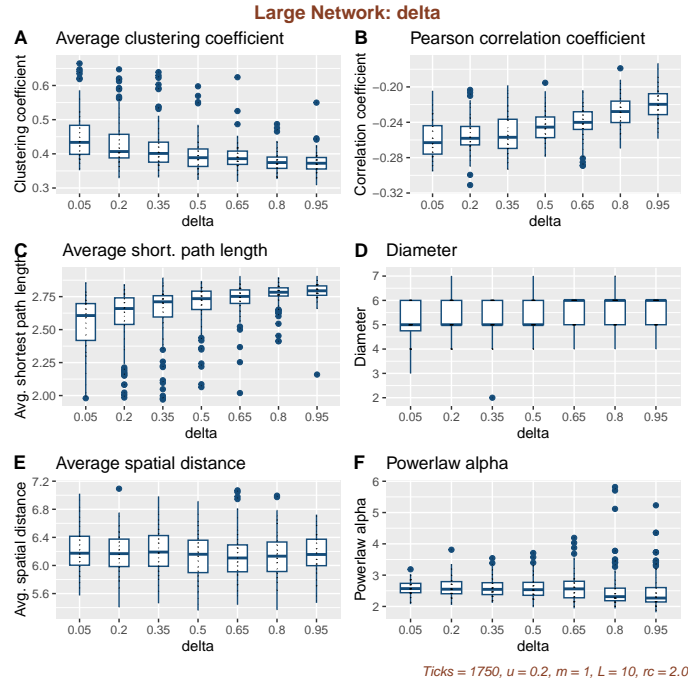 Large Network: delta
A Average clustering coefficient
Clustering coefficient
0.6
0.5
0.4
0.3
0.05 0.2 0.35 0.5 0.65 0.8 0.95
delta
B Pearson correlation coefficient
Correlation coefficient
−0.20
−0.24
−0.28
−0.32
0.05 0.2 0.35 0.5 0.65 0.8 0.95
delta
C Average short. path length
Avg. shortest path length
2.75
2.50
2.25
2.00
0.05 0.2 0.35 0.5 0.65 0.8 0.95
delta
D Diameter
Diameter
7
6
5
4
3
2
0.05 0.2 0.35 0.5 0.65 0.8 0.95
delta
E Average spatial distance
Avg. spatial distance
7.2
6.4
6.0
5.6
0.05 0.2 0.35 0.5 0.65 0.8 0.95
delta
F Powerlaw alpha
Powerlaw alpha
6
5
4
3
2
0.05 0.2 0.35 0.5 0.65 0.8 0.95
delta
Ticks = 1750, u = 0.2, m = 1, L = 10, rc = 2.0